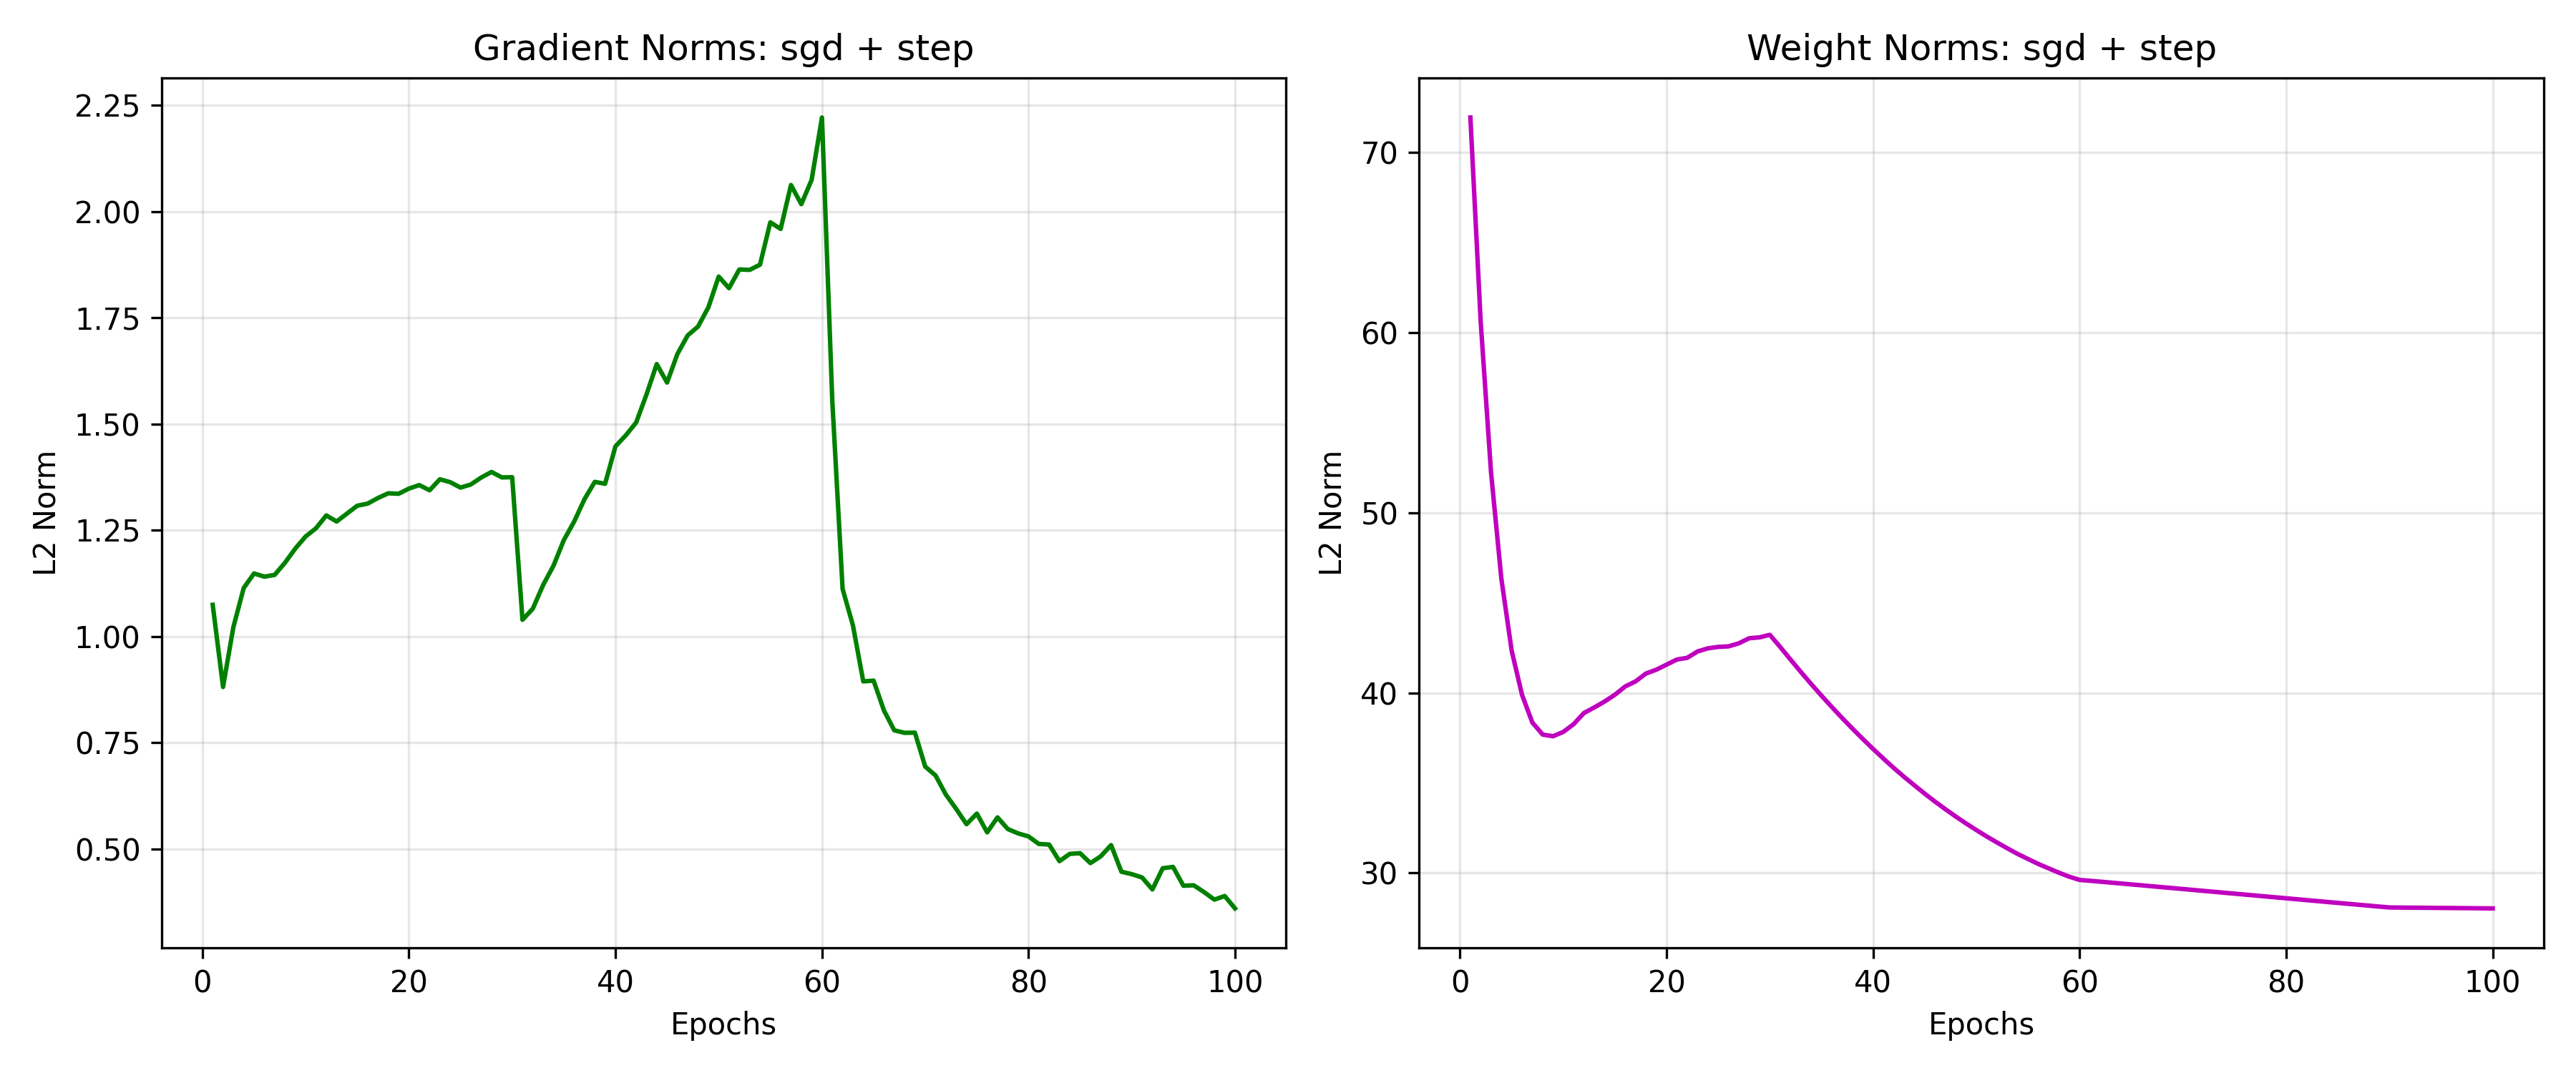 Gradient Norms: sgd + step
2.25
2.00
1.75
1.50
1.25
1.00
0.75
0.50
L2 Norm
0 20 40 60 80 100
Epochs
Weight Norms: sgd + step
70
60
50
40
30
L2 Norm
0 20 40 60 80 100
Epochs